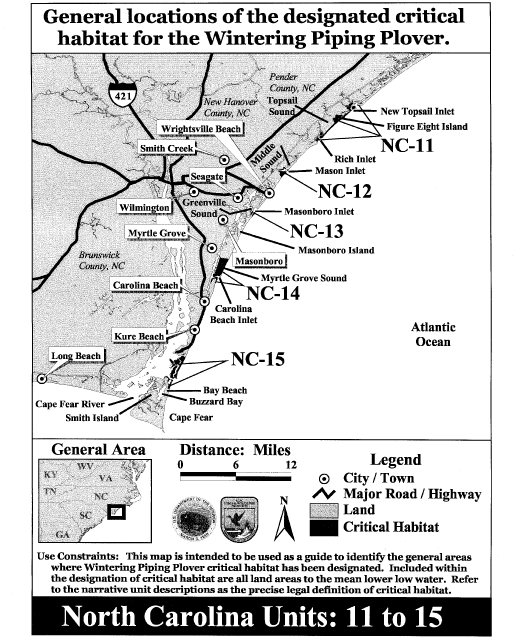 General locations of the designated critical
habitat for the Wintering Piping Plover.
421
Pender
County, NC
New Hanover
County, NC
Topsail
Sound
New Topsail Inlet
Figure Eight Island
NC-11
Wrightsville Beach
Smith Creek
Middle
Sound
Rich Inlet
Mason Inlet
Seagate
NC-12
Wilmington
Greenville
Sound
Masonboro Inlet
NC-13
Myrtle Grove
Masonboro Island
Brunswick
County, NC
Masonboro
Myrtle Grove Sound
Carolina Beach
NC-14
Carolina
Beach Inlet
Kure Beach
Atlantic
Ocean
Long Beach
NC-15
Bay Beach
Cape Fear River
Buzzard Bay
Smith Island
Cape Fear
General Area
WV
KY
VA
TN
NC
SC
GA
Distance: Miles
0 6 12
N
Legend
City / Town
Major Road / Highway
Land
Critical Habitat
Use Constraints: This map is intended to be used as a guide to identify the general areas
where Wintering Piping Plover critical habitat has been designated. Included within
the designation of critical habitat are all land areas to the mean lower low water. Refer
to the narrative unit descriptions as the precise legal definition of critical habitat.
North Carolina Units: 11 to 15